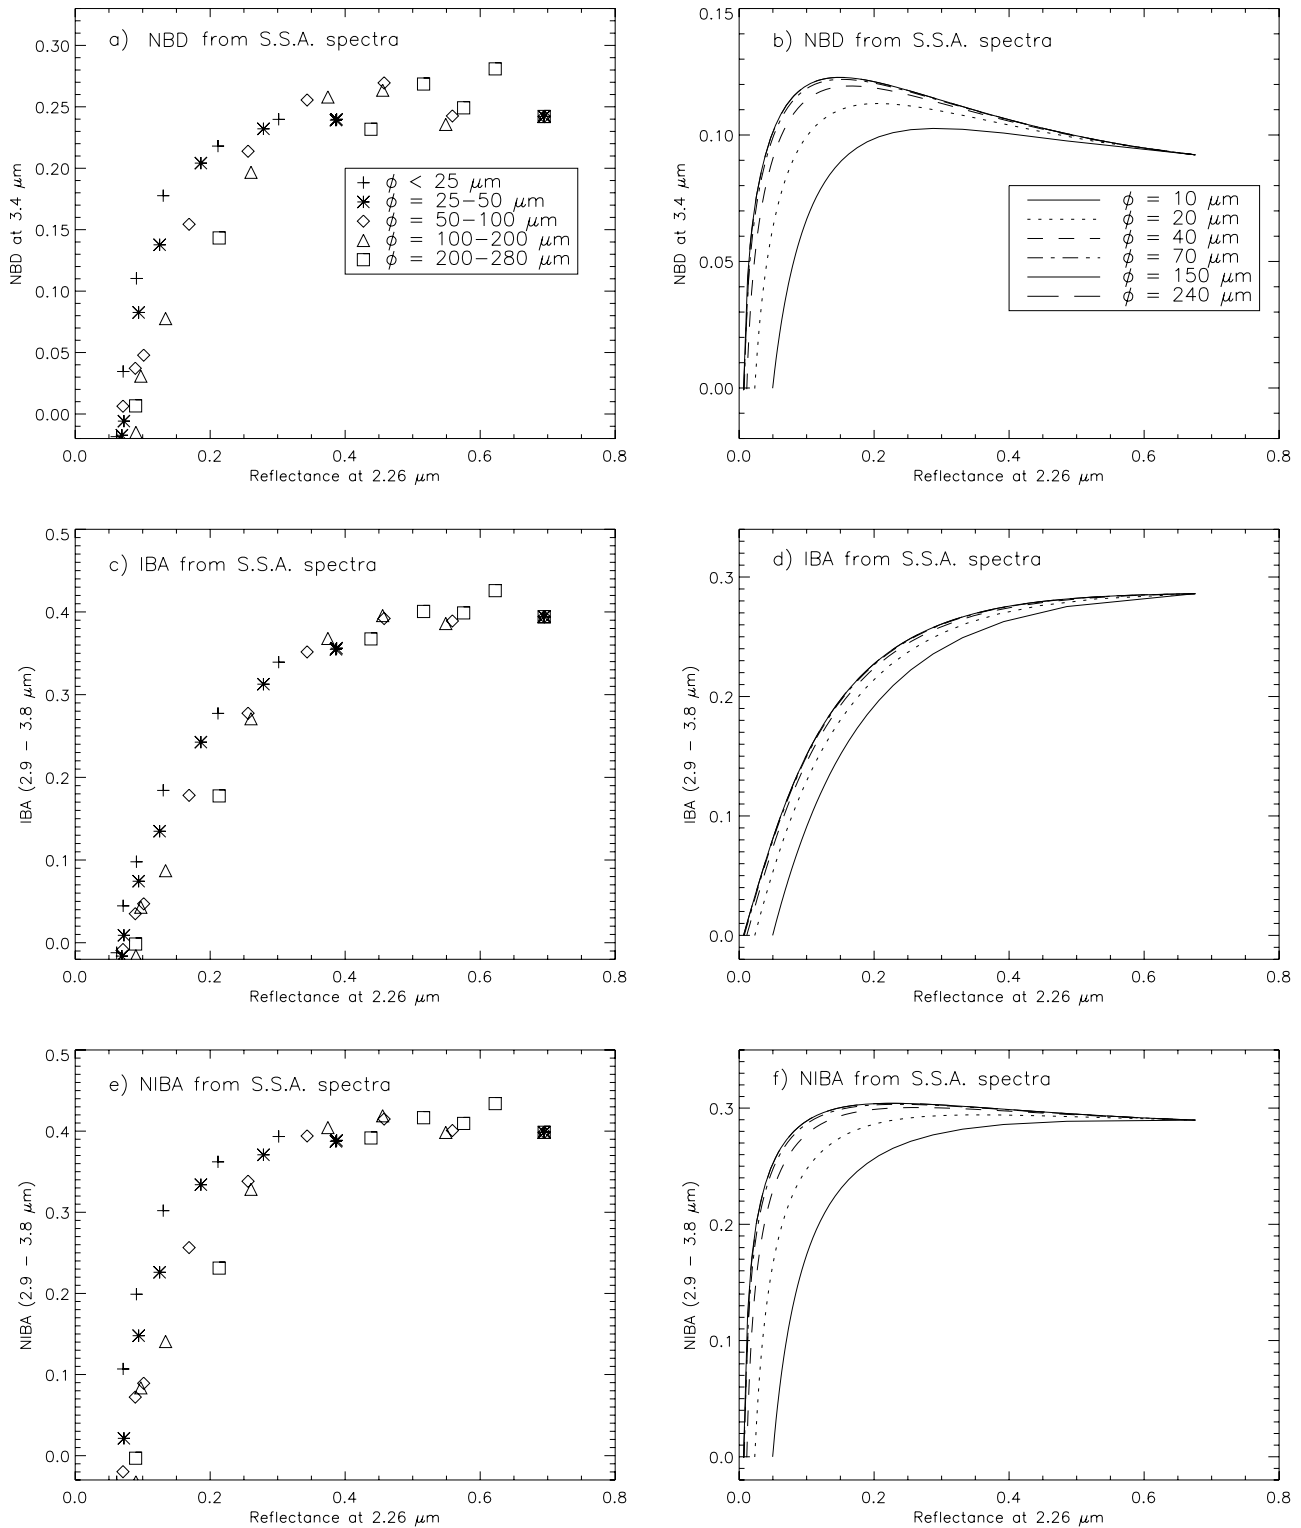 a) NBD from S.S.A. spectra
0.30
0.25
0.20
0.15
0.10
0.05
0.00
NBD at 3.4 μm
+ ϕ < 25 μm
ϕ = 25−50 μm
ϕ = 50−100 μm
ϕ = 100−200 μm
ϕ = 200−280 μm
0.0 0.2 0.4 0.6 0.8
Reflectance at 2.26 μm
b) NBD from S.S.A. spectra
0.15
0.10
0.05
0.00
NBD at 3.4 μm
ϕ = 10 μm
ϕ = 20 μm
ϕ = 40 μm
ϕ = 70 μm
ϕ = 150 μm
ϕ = 240 μm
0.0 0.2 0.4 0.6 0.8
Reflectance at 2.26 μm
c) IBA from S.S.A. spectra
0.5
0.4
0.3
0.2
0.1
0.0
IBA (2.9 − 3.8 μm)
0.0 0.2 0.4 0.6 0.8
Reflectance at 2.26 μm
d) IBA from S.S.A. spectra
0.3
0.2
0.1
0.0
IBA (2.9 − 3.8 μm)
0.0 0.2 0.4 0.6 0.8
Reflectance at 2.26 μm
e) NIBA from S.S.A. spectra
0.5
0.4
0.3
0.2
0.1
0.0
NIBA (2.9 − 3.8 μm)
0.0 0.2 0.4 0.6 0.8
Reflectance at 2.26 μm
f) NIBA from S.S.A. spectra
0.3
0.2
0.1
0.0
NIBA (2.9 − 3.8 μm)
0.0 0.2 0.4 0.6 0.8
Reflectance at 2.26 μm